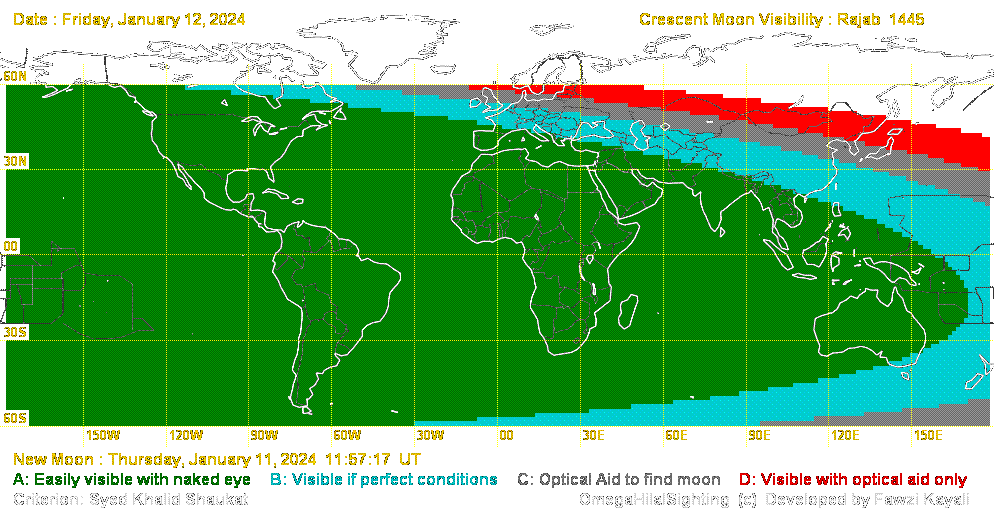 Date : Friday, January 12, 2024 Crescent Moon Visibility : Rajab 1445
60N
30N
00
30S
60S
150W 120W 90W 60W 30W 00 30E 60E 90E 120E 150E
New Moon : Thursday, January 11, 2024 11:57:17 UT
A: Easily visible with naked eye B: Visible if perfect conditions C: Optical Aid to find moon D: Visible with optical aid only
Criterion: Syed Khalid Shaukat OmegaHilalSighting (c) Developed by Fawzi Kayali